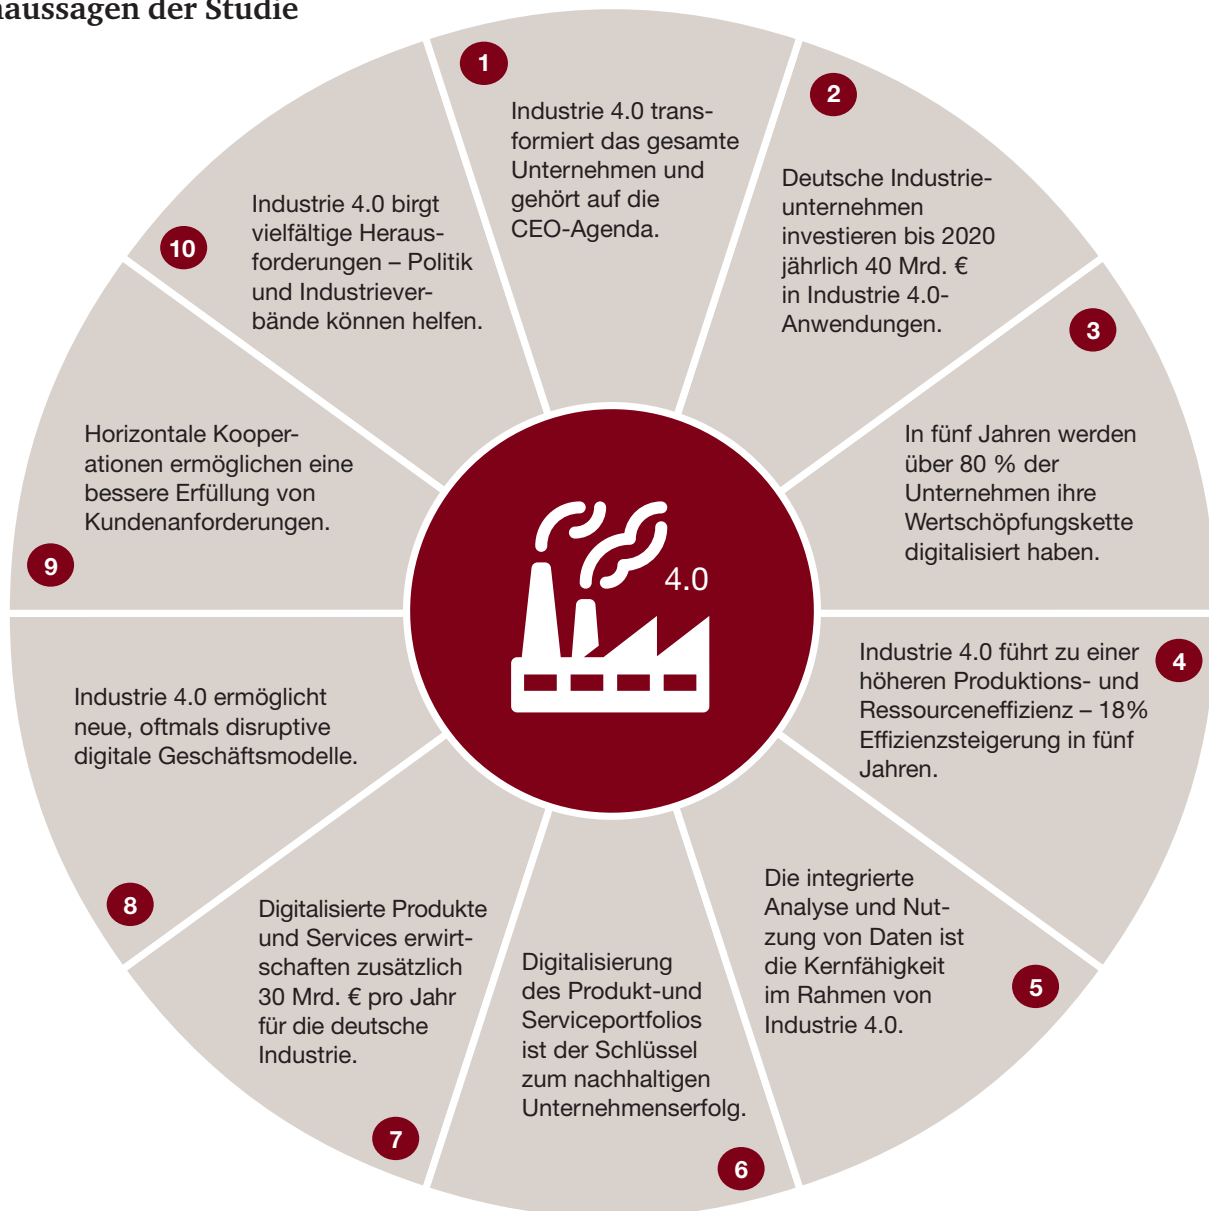 der Studie
1
Industrie 4.0 trans-
formiert das gesamte
Unternehmen und
gehört auf die
CEO-Agenda.
2
Deutsche Industrie-
unternehmen
investieren bis 2020
jährlich 40 Mrd. €
in Industrie 4.0-
Anwendungen.
3
In fünf Jahren werden
über 80 % der
Unternehmen ihre
Wertschöpfungskette
digitalisiert haben.
4
Industrie 4.0 führt zu einer
höheren Produktions- und
Ressourceneffizienz – 18%
Effizienzsteigerung in fünf
Jahren.
5
Die integrierte
Analyse und Nut-
zung von Daten ist
die Kernfähigkeit
im Rahmen von
Industrie 4.0.
6
Digitalisierung
des Produkt-und
Serviceportfolios
ist der Schlüssel
zum nachhaltigen
Unternehmenserfolg.
7
Digitalisierte Produkte
und Services erwirt-
schaften zusätzlich
30 Mrd. € pro Jahr
für die deutsche
Industrie.
8
Industrie 4.0 ermöglicht
neue, oftmals disruptive
digitale Geschäftsmodelle.
9
Horizontale Kooper-
ationen ermöglichen eine
bessere Erfüllung von
Kundenanforderungen.
10
Industrie 4.0 birgt
vielfältige Heraus-
forderungen – Politik
und Industriever-
bände können helfen.
4.0